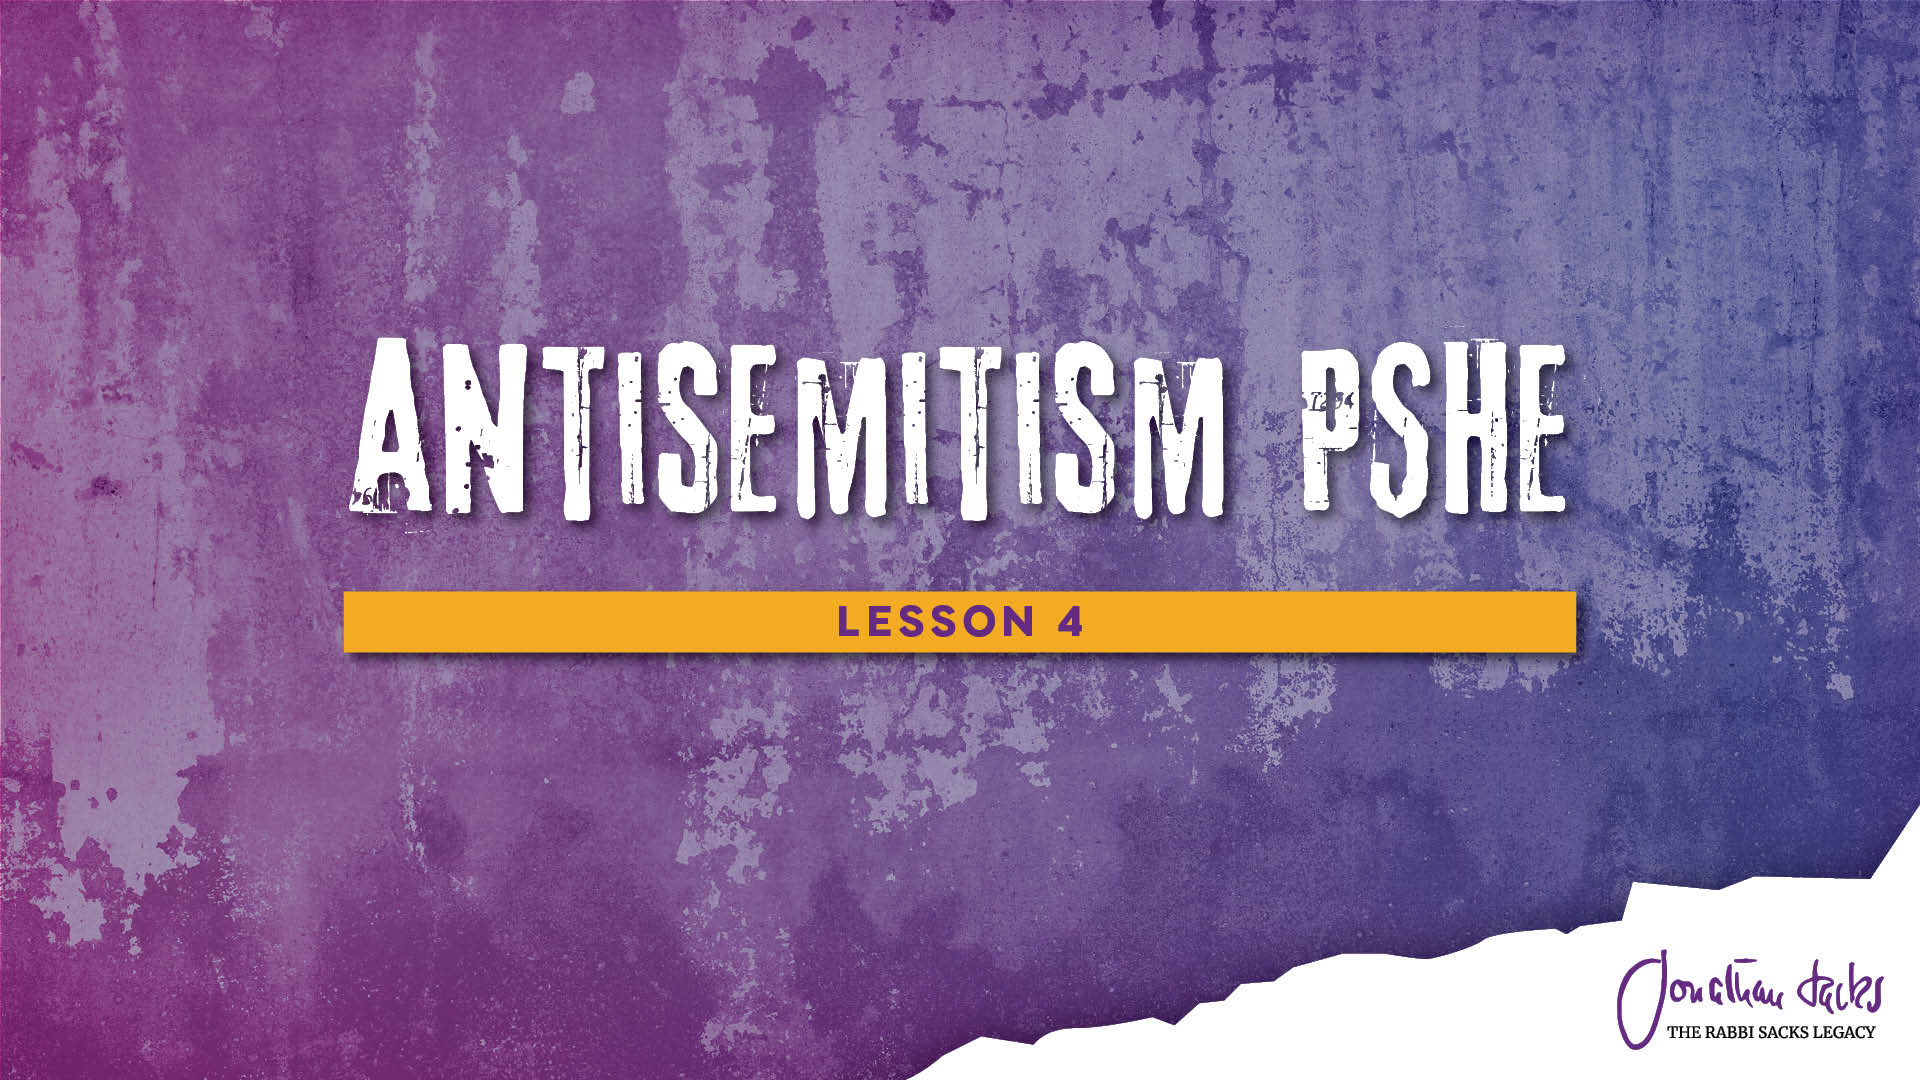 ANTISEMITISM PSHE
LESSON 4
Jonathan Sacks
THE RABBI SACKS LEGACY